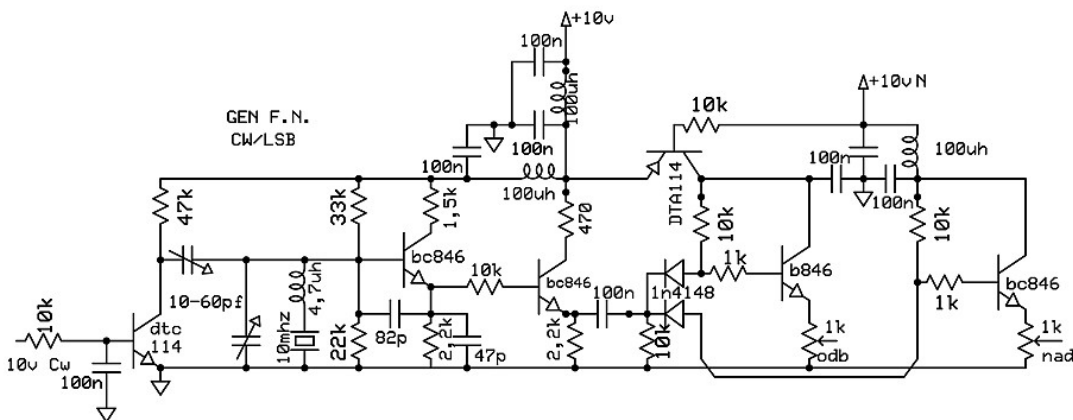 +10v
100n
100uh
+10v N
GEN F.N.
CW/LSB
10k
100n
100n
100uh
100n
100uh
100n
DTA114
47k
33k
1,5k
470
10k
10k
bc846
10k
bc846
100n
1n4148
1k
b846
1k
bc846
10-60pf
4,7uh
10mhz
10k
dtc
114
10v Cw
100n
22k
82p
2,2k
47p
2,2k
10k
1k
odb
1k
nad